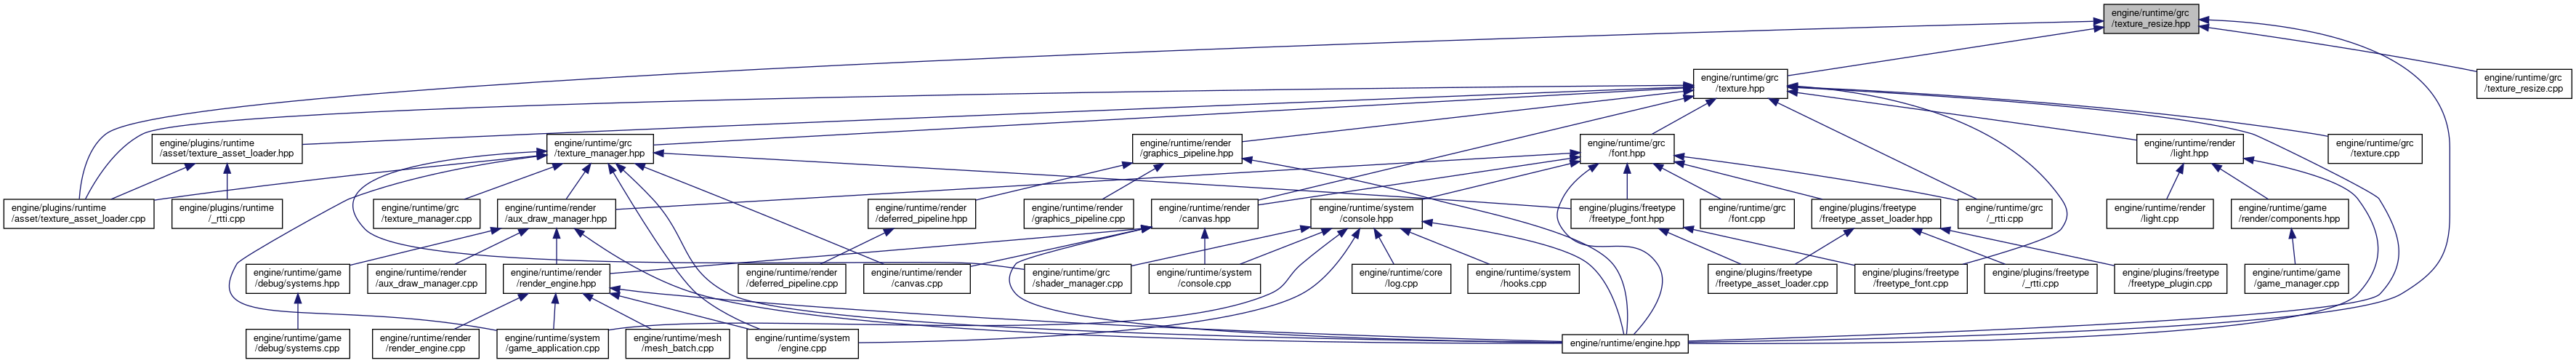 engine/runtime/grc
/texture_resize.hpp
engine/runtime/grc
/texture.hpp
engine/runtime/grc
/texture_resize.cpp
engine/plugins/runtime
/asset/texture_asset_loader.hpp
engine/runtime/grc
/texture_manager.hpp
engine/runtime/render
/graphics_pipeline.hpp
engine/runtime/grc
/font.hpp
engine/runtime/render
/light.hpp
engine/runtime/grc
/texture.cpp
engine/plugins/runtime
/asset/texture_asset_loader.cpp
engine/plugins/runtime
/_rtti.cpp
engine/runtime/grc
/texture_manager.cpp
engine/runtime/render
/aux_draw_manager.hpp
engine/runtime/render
/deferred_pipeline.hpp
engine/runtime/render
/graphics_pipeline.cpp
engine/runtime/render
/canvas.hpp
engine/runtime/system
/console.hpp
engine/plugins/freetype
/freetype_font.hpp
engine/runtime/grc
/font.cpp
engine/plugins/freetype
/freetype_asset_loader.hpp
engine/runtime/grc
/_rtti.cpp
engine/runtime/render
/light.cpp
engine/runtime/game
/render/components.hpp
engine/runtime/game
/debug/systems.hpp
engine/runtime/render
/aux_draw_manager.cpp
engine/runtime/render
/render_engine.hpp
engine/runtime/render
/deferred_pipeline.cpp
engine/runtime/render
/canvas.cpp
engine/runtime/grc
/shader_manager.cpp
engine/runtime/system
/console.cpp
engine/runtime/core
/log.cpp
engine/runtime/system
/hooks.cpp
engine/plugins/freetype
/freetype_asset_loader.cpp
engine/plugins/freetype
/freetype_font.cpp
engine/plugins/freetype
/_rtti.cpp
engine/plugins/freetype
/freetype_plugin.cpp
engine/runtime/game
/game_manager.cpp
engine/runtime/game
/debug/systems.cpp
engine/runtime/render
/render_engine.cpp
engine/runtime/system
/game_application.cpp
engine/runtime/mesh
/mesh_batch.cpp
engine/runtime/system
/engine.cpp
engine/runtime/engine.hpp